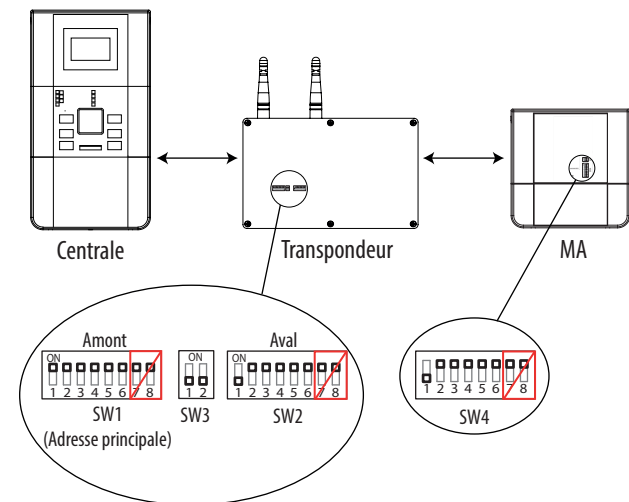 Centrale
Transpondeur
MA
Amont
ON
1 2 3 4 5 6 7 8
SW1
(Adresse principale)
ON
1 2
SW3
Aval
ON
1 2 3 4 5 6 7 8
SW2
1 2 3 4 5 6 7 8
SW4